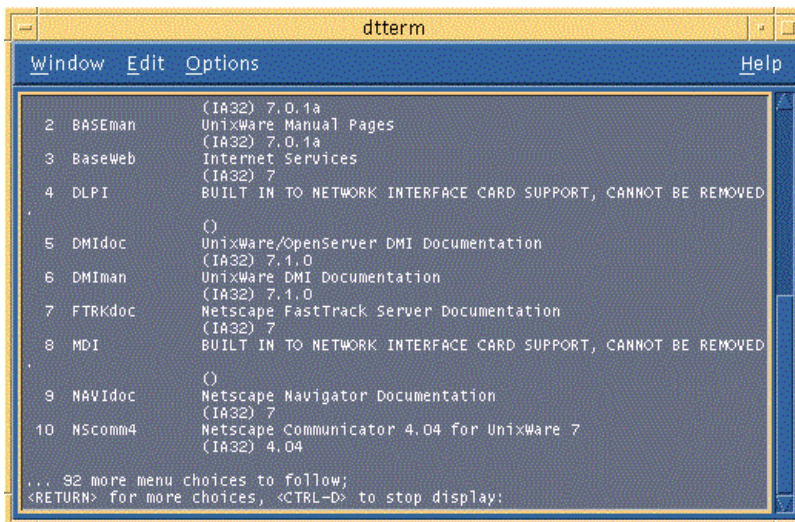 dtterm
Window Edit Options Help
(IA32) 7.0.1a
2 BASEman UnixWare Manual Pages
(IA32) 7.0.1a
3 BaseWeb Internet Services
(IA32) 7
4 DLPI BUILT IN TO NETWORK INTERFACE CARD SUPPORT, CANNOT BE REMOVED
.
()
5 DMIdoc UnixWare/OpenServer DMI Documentation
(IA32) 7.1.0
6 DMIman UnixWare DMI Documentation
(IA32) 7.1.0
7 FTRKdoc Netscape FastTrack Server Documentation
(IA32) 7
8 MDI BUILT IN TO NETWORK INTERFACE CARD SUPPORT, CANNOT BE REMOVED
.
()
9 NAVIdoc Netscape Navigator Documentation
(IA32) 7
10 NScomm4 Netscape Communicator 4.04 for UnixWare 7
(IA32) 4.04
... 92 more menu choices to follow;
<RETURN> for more choices, <CTRL-D> to stop display: